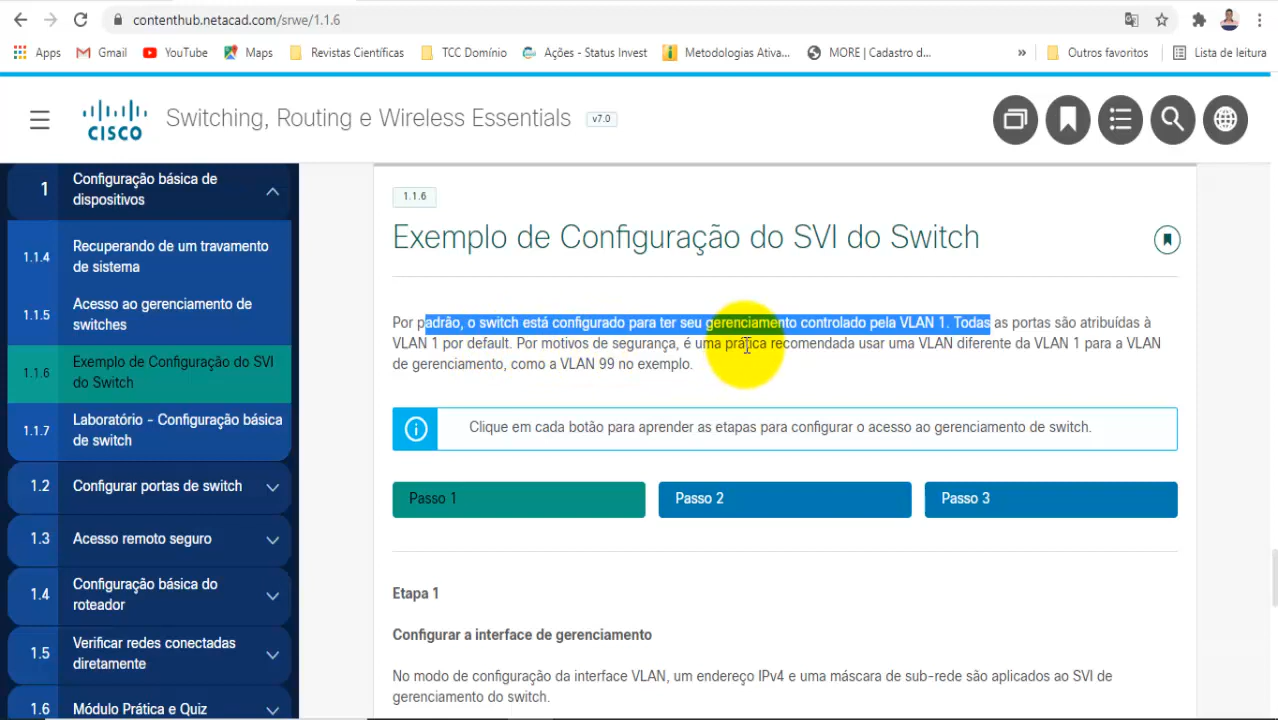 contenthub.netacad.com/srwe/1.1.6
Apps
Gmail
YouTube
Maps
Revistas Científicas
TCC Domínio
Ações - Status Invest
Metodologias Ativa...
MORE | Cadastro d...
»
Outros favoritos
Lista de leitura
CISCO
Switching, Routing e Wireless Essentials
v7.0
1
Configuração básica de
dispositivos
1.1.4
Recuperando de um travamento
de sistema
1.1.5
Acesso ao gerenciamento de
switches
1.1.6
Exemplo de Configuração do SVI
do Switch
1.1.7
Laboratório - Configuração básica
de switch
1.2
Configurar portas de switch
1.3
Acesso remoto seguro
1.4
Configuração básica do
roteador
1.5
Verificar redes conectadas
diretamente
1.6
Módulo Prática e Quiz
1.1.6
Exemplo de Configuração do SVI do Switch
Por padrão, o switch está configurado para ter seu gerenciamento controlado pela VLAN 1. Todas as portas são atribuídas à
VLAN 1 por default. Por motivos de segurança, é uma prática recomendada usar uma VLAN diferente da VLAN 1 para a VLAN
de gerenciamento, como a VLAN 99 no exemplo.
Clique em cada botão para aprender as etapas para configurar o acesso ao gerenciamento de switch.
Passo 1
Passo 2
Passo 3
Etapa 1
Configurar a interface de gerenciamento
No modo de configuração da interface VLAN, um endereço IPv4 e uma máscara de sub-rede são aplicados ao SVI de
gerenciamento do switch.